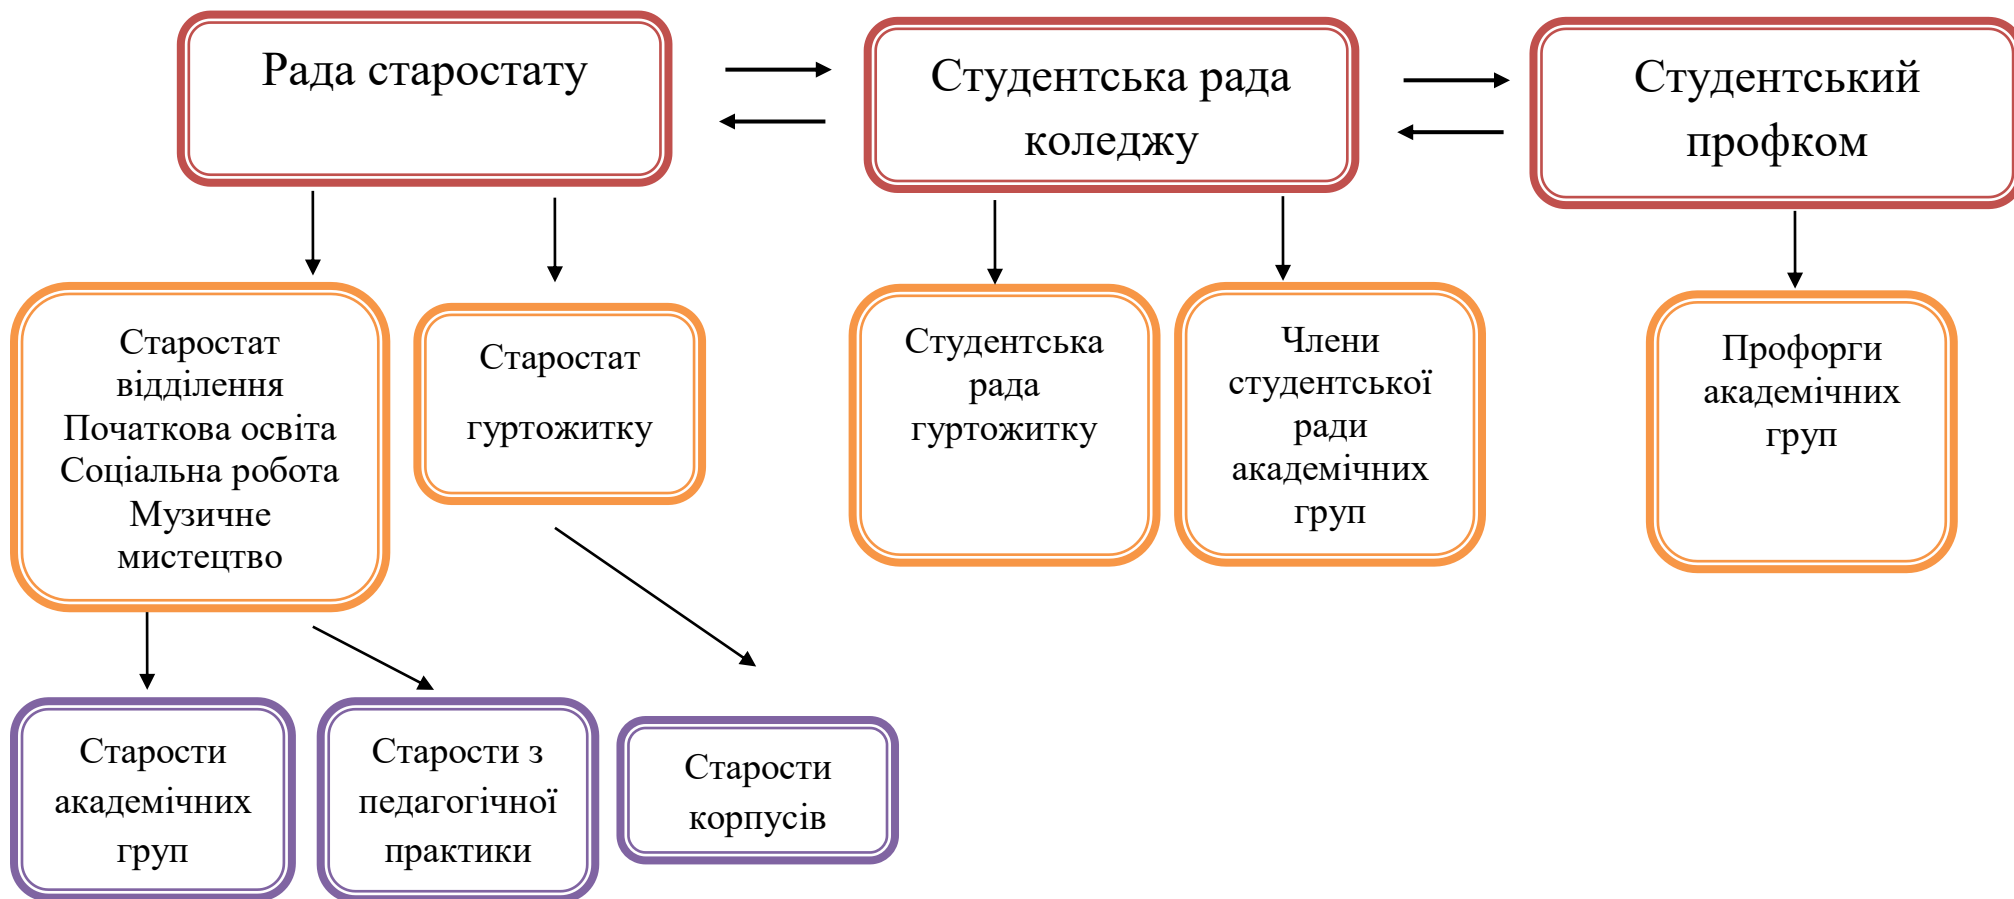 Рада старостату
Студентська рада
коледжу
Студентський
профком
Старостат
відділення
Початкова освіта
Соціальна робота
Музичне
мистецтво
Старостат
гуртожитку
Студентська
рада
гуртожитку
Члени
студентської
ради
академічних
груп
Профорги
академічних
груп
Старости
академічних
груп
Старости з
педагогічної
практики
Старости
корпусів